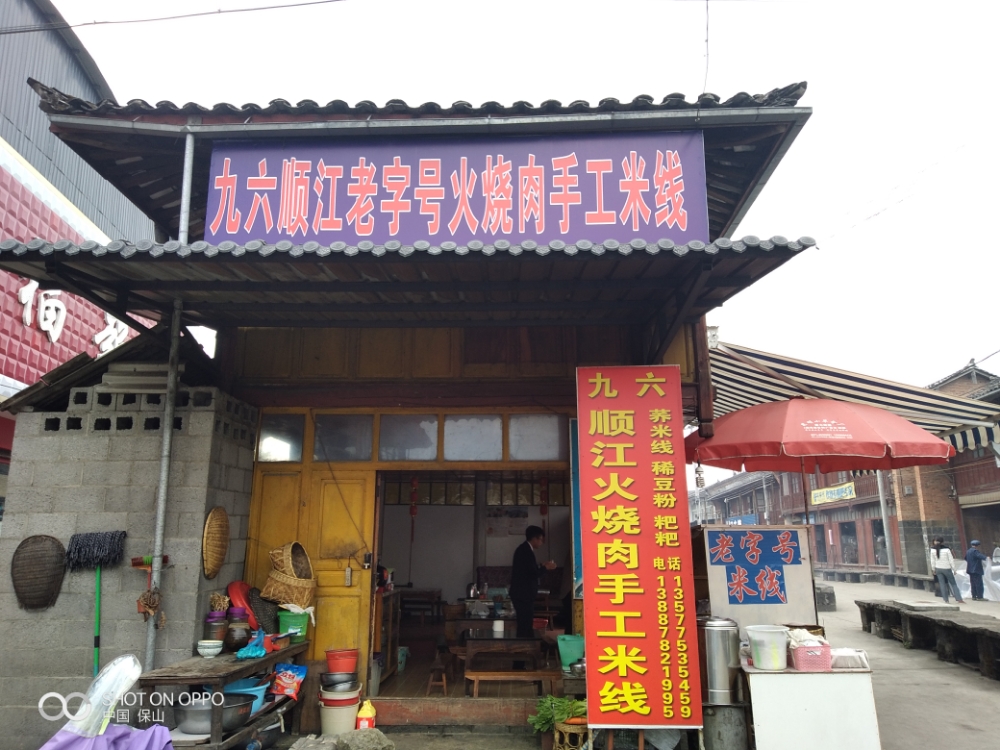 九六顺江老字号火烧肉手工米线
九六
顺江火烧肉手工米线
荞米线 稀豆粉 粑粑
电话
13577535459
13887821995
老字号
米线
SHOT ON OPPO
中国 保山